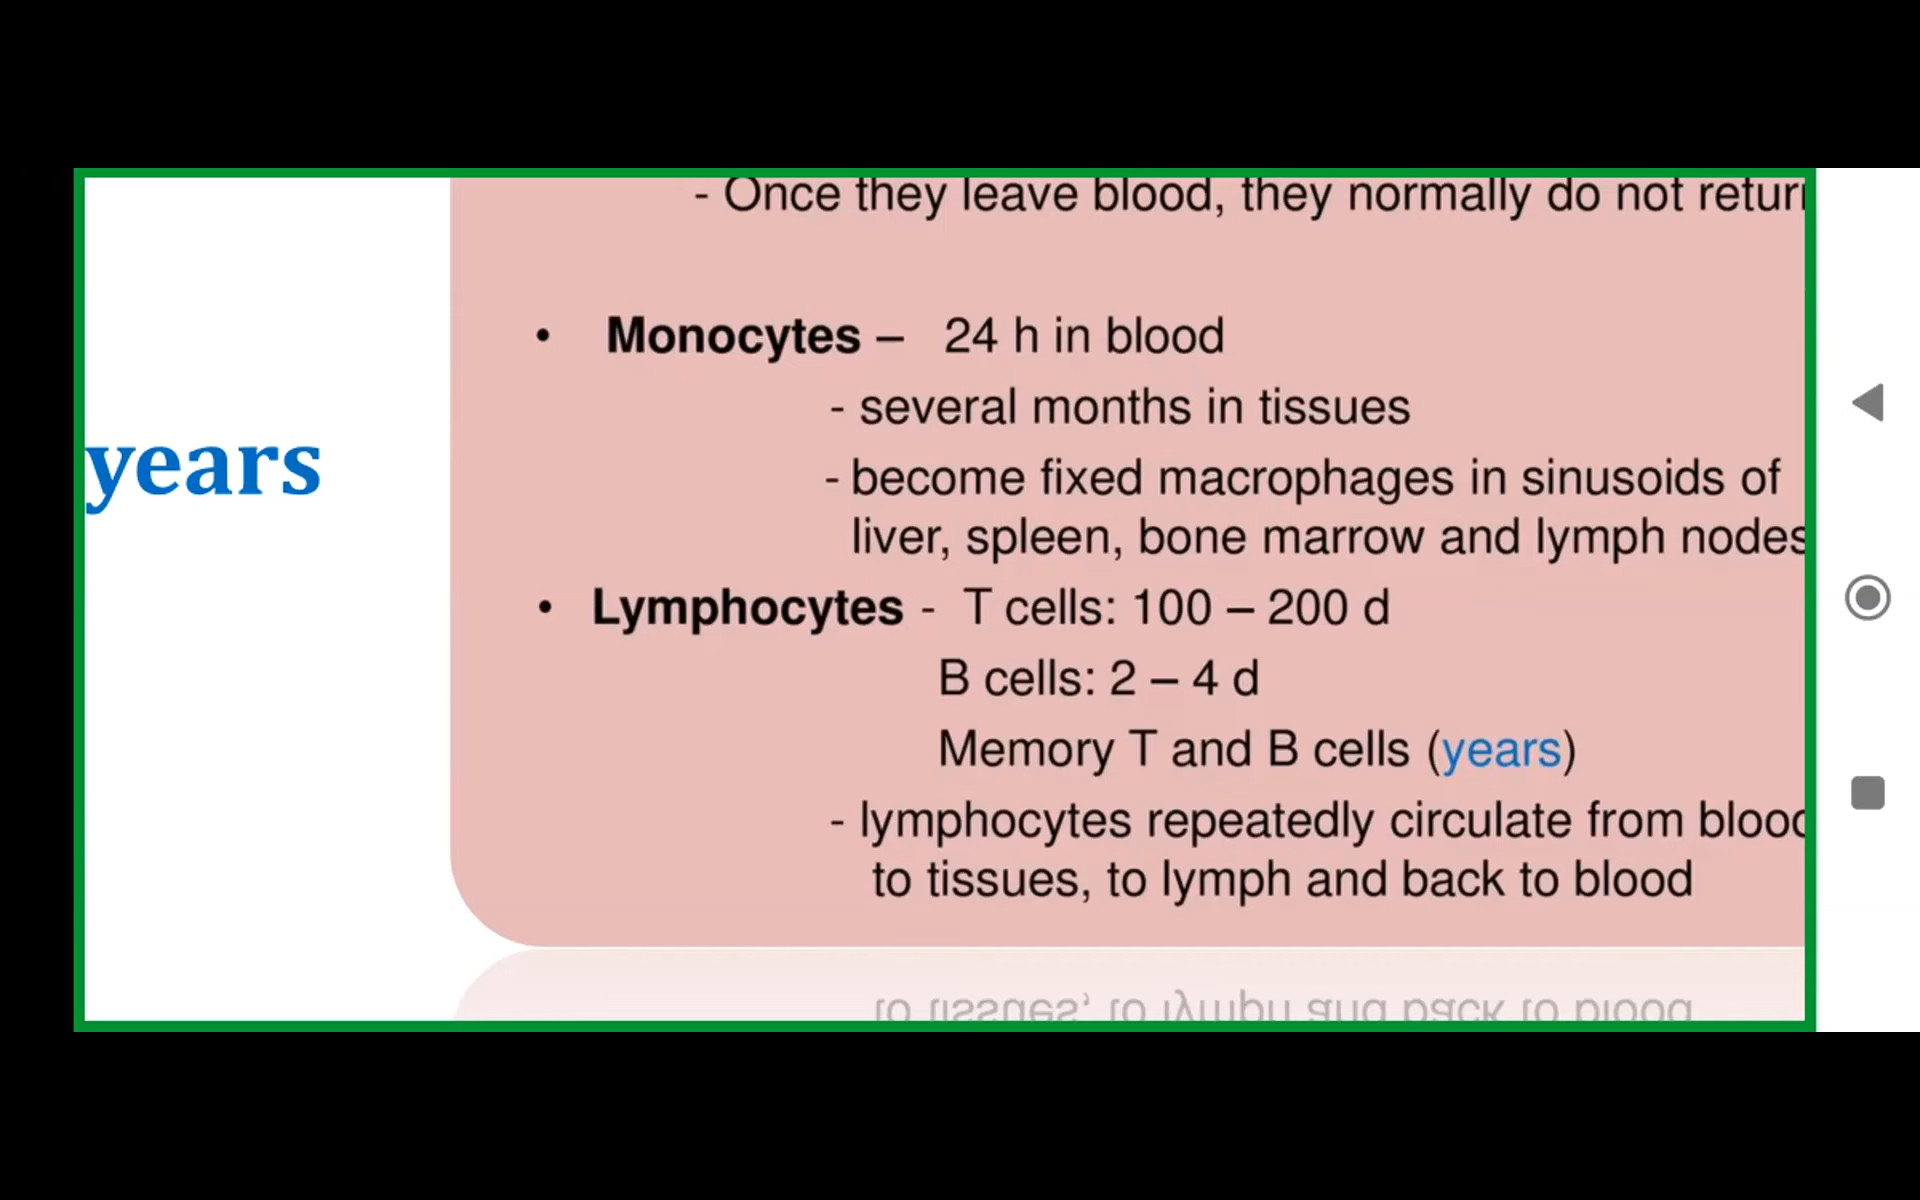 - Once they leave blood, they normally do not
• Monocytes – 24 h in blood
- several months in tissues
years
- become fixed macrophages in sinusoids of
liver, spleen, bone marrow and lymph nodes
• Lymphocytes - T cells: 100 – 200 d
B cells: 2 – 4 d
Memory T and B cells (years)
- lymphocytes repeatedly circulate from blood
to tissues, to lymph and back to blood